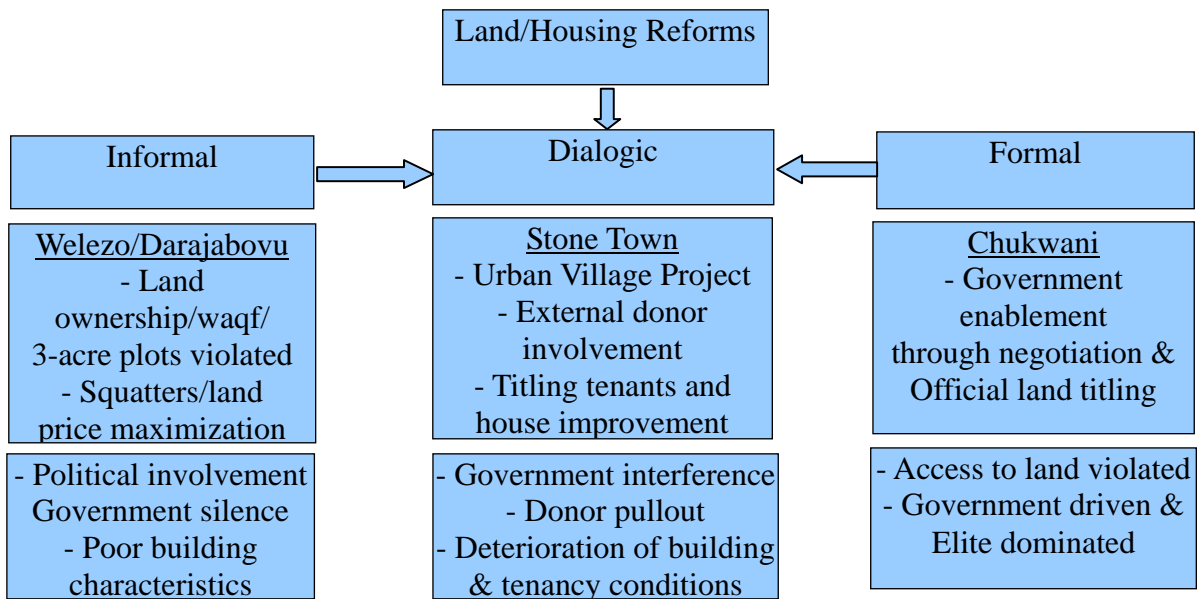 Land/Housing Reforms
Informal
Dialogic
Formal
Welezo/Darajabovu
- Land
ownership/waqf/
3-acre plots violated
- Squatters/land
price maximization
Stone Town
- Urban Village Project
- External donor
involvement
- Titling tenants and
house improvement
Chukwani
- Government
enablement
through negotiation &
Official land titling
- Political involvement
Government silence
- Poor building
characteristics
- Government interference
- Donor pullout
- Deterioration of building
& tenancy conditions
- Access to land violated
- Government driven &
Elite dominated